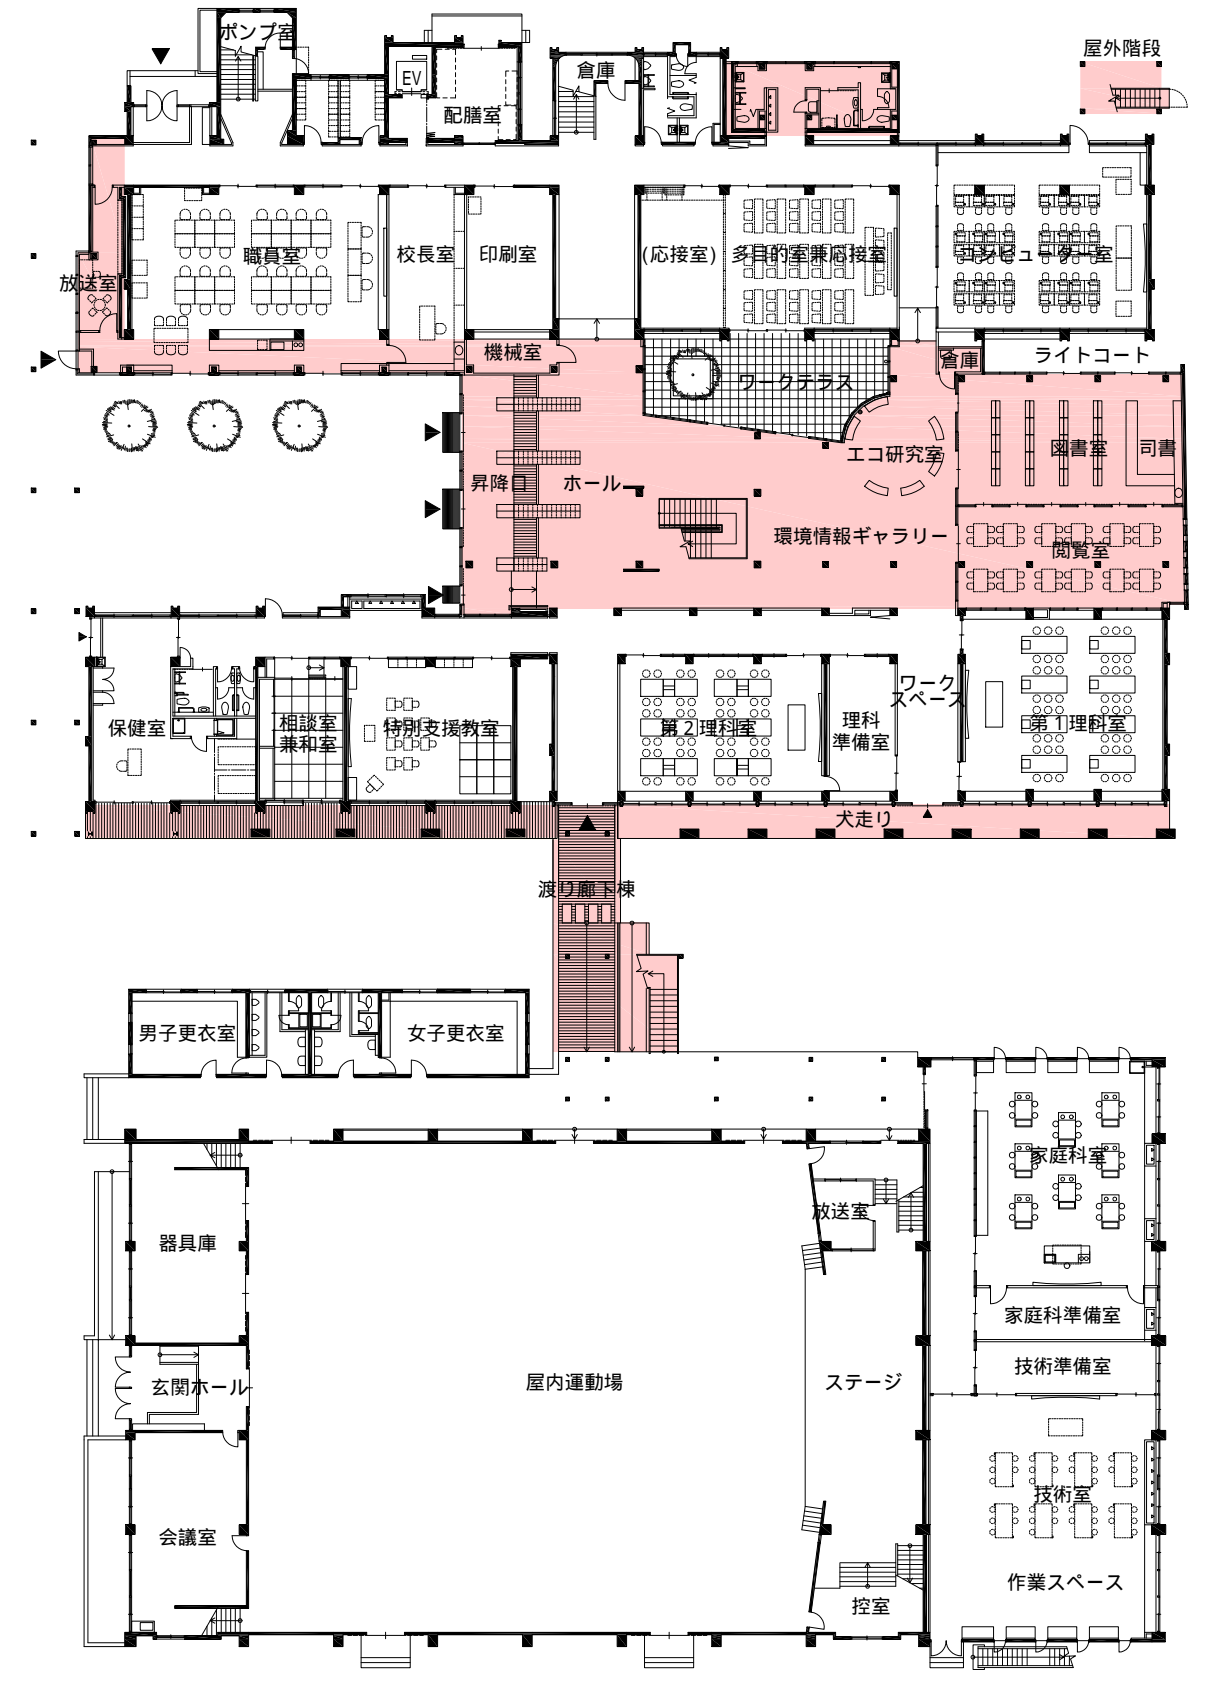 ポンプ室
屋外階段
EV
倉庫
配膳室
職員室
校長室
印刷室
(応接室)
多目的室兼応接室
コンピューター室
放送室
機械室
ライトコート
倉庫
ワークテラス
エコ研究室
図書室
司書
昇降口
ホール
環境情報ギャラリー
閲覧室
ワーク
スペース
保健室
相談室
兼和室
特別支援教室
第2理科室
理科
準備室
第1理科室
犬走り
渡り廊下棟
男子更衣室
女子更衣室
家庭科室
放送室
器具庫
家庭科準備室
技術準備室
玄関ホール
屋内運動場
ステージ
技術室
会議室
作業スペース
控室